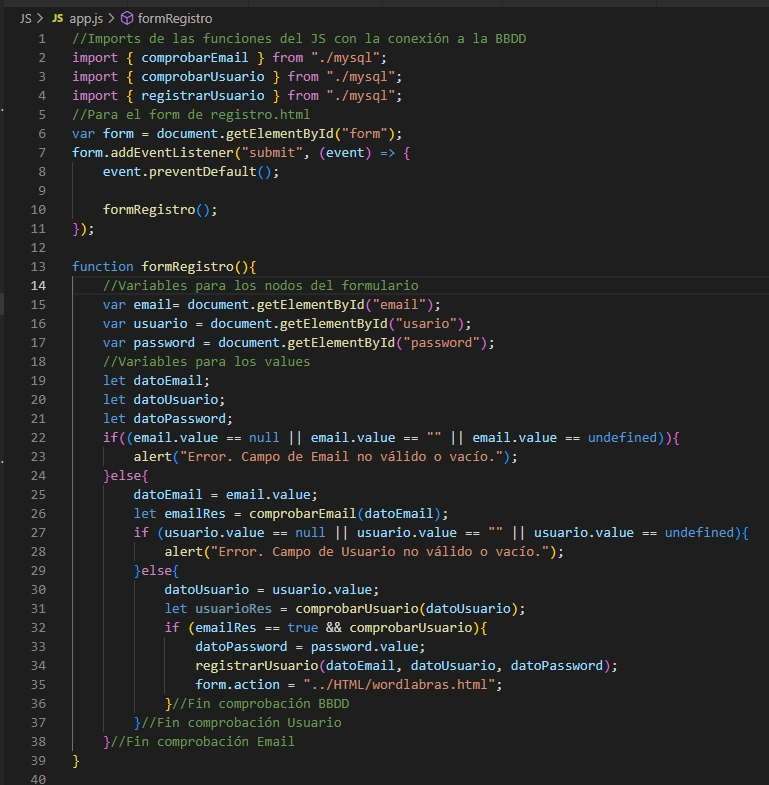 JS > JS app.js > formRegistro
1 //Imports de las funciones del JS con la conexión a la BBDD
2 import { comprobarEmail } from "./mysql";
3 import { comprobarUsuario } from "./mysql";
4 import { registrarUsuario } from "./mysql";
5 //Para el form de registro.html
6 var form = document.getElementById("form");
7 form.addEventListener("submit", (event) => {
8     event.preventDefault();
9
10     formRegistro();
11 });
12
13 function formRegistro(){
14     //Variables para los nodos del formulario
15     var email= document.getElementById("email");
16     var usuario = document.getElementById("usario");
17     var password = document.getElementById("password");
18     //Variables para los values
19     let datoEmail;
20     let datoUsuario;
21     let datoPassword;
22     if((email.value == null || email.value == "" || email.value == undefined)){
23         alert("Error. Campo de Email no válido o vacío.");
24     }else{
25         datoEmail = email.value;
26         let emailRes = comprobarEmail(datoEmail);
27         if (usuario.value == null || usuario.value == "" || usuario.value == undefined){
28             alert("Error. Campo de Usuario no válido o vacío.");
29         }else{
30             datoUsuario = usuario.value;
31             let usuarioRes = comprobarUsuario(datoUsuario);
32             if (emailRes == true && comprobarUsuario){
33                 datoPassword = password.value;
34                 registrarUsuario(datoEmail, datoUsuario, datoPassword);
35                 form.action = "../HTML/wordlabras.html";
36             }//Fin comprobación BBDD
37         }//Fin comprobación Usuario
38     }//Fin comprobación Email
39 }
40